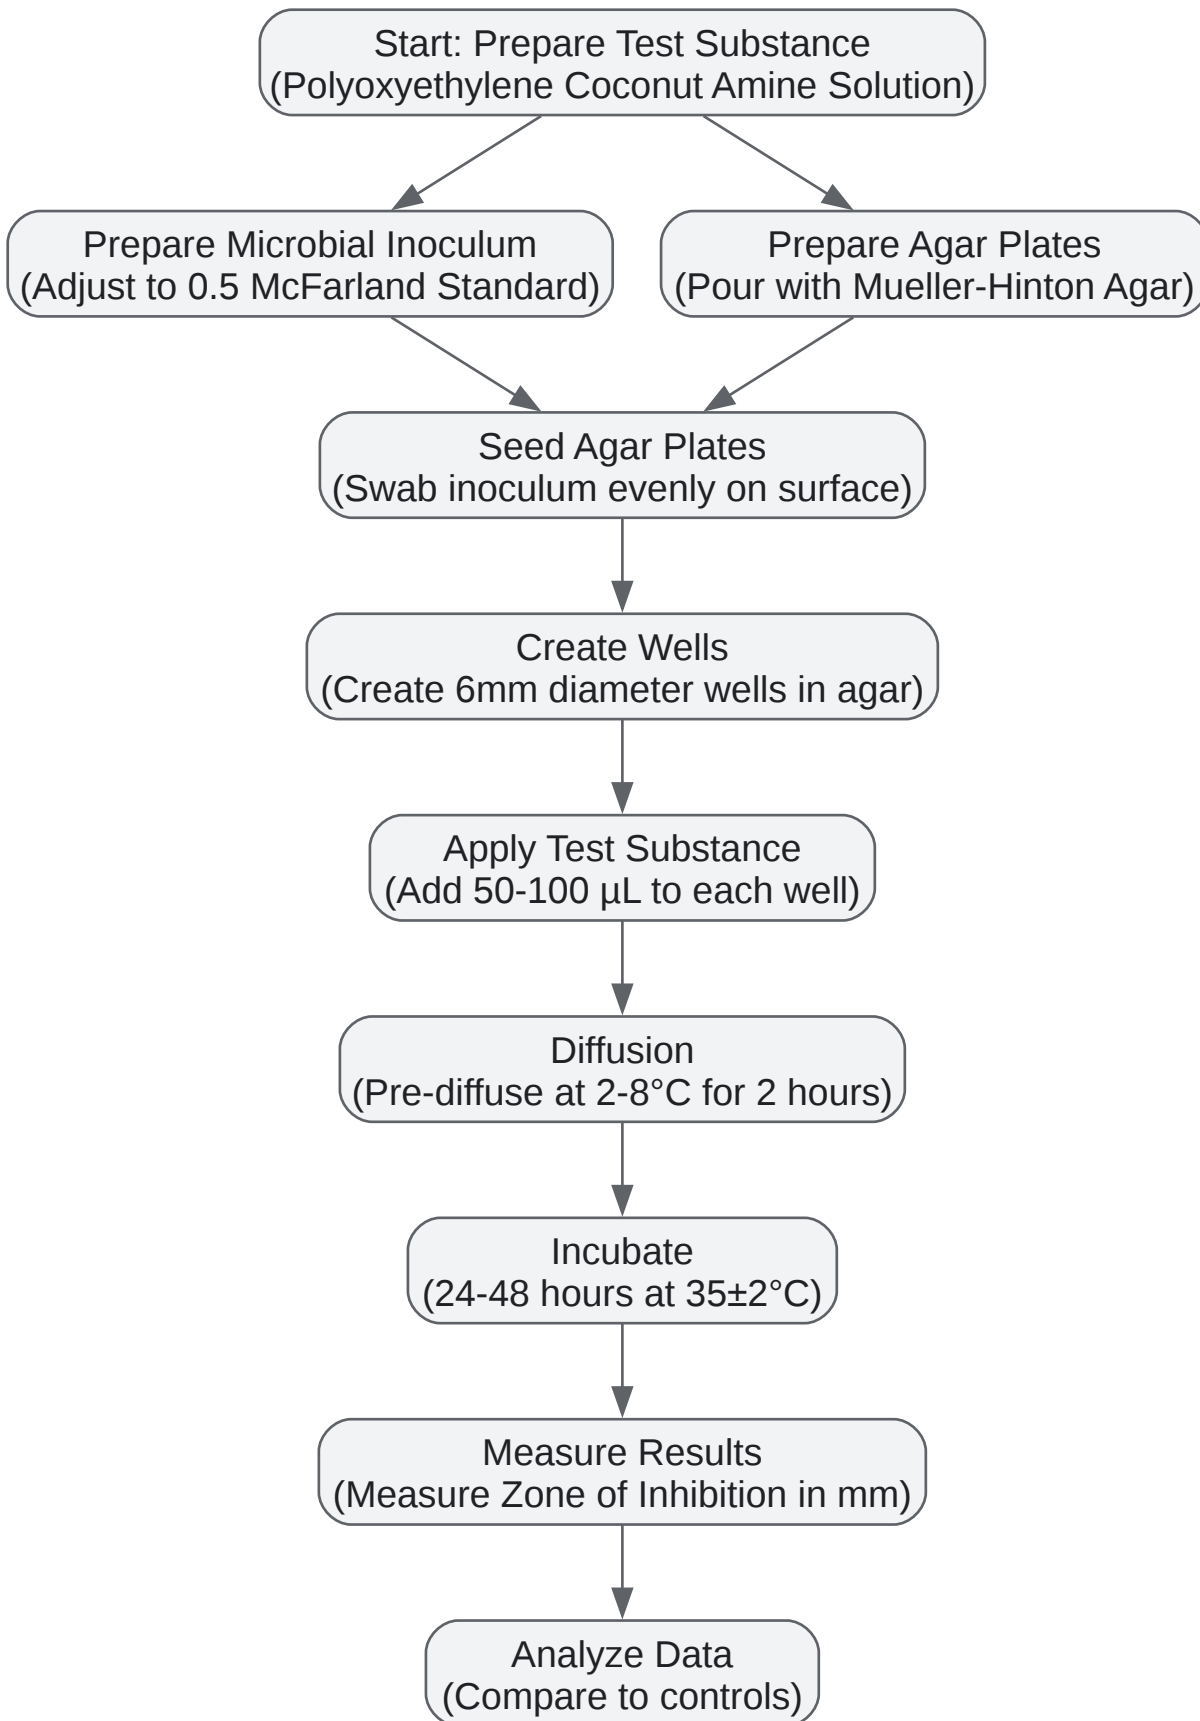 Start: Prepare Test Substance
(Polyoxyethylene Coconut Amine Solution)
Prepare Microbial Inoculum
(Adjust to 0.5 McFarland Standard)
Prepare Agar Plates
(Pour with Mueller-Hinton Agar)
Seed Agar Plates
(Swab inoculum evenly on surface)
Create Wells
(Create 6mm diameter wells in agar)
Apply Test Substance
(Add 50-100 µL to each well)
Diffusion
(Pre-diffuse at 2-8°C for 2 hours)
Incubate
(24-48 hours at 35±2°C)
Measure Results
(Measure Zone of Inhibition in mm)
Analyze Data
(Compare to controls)